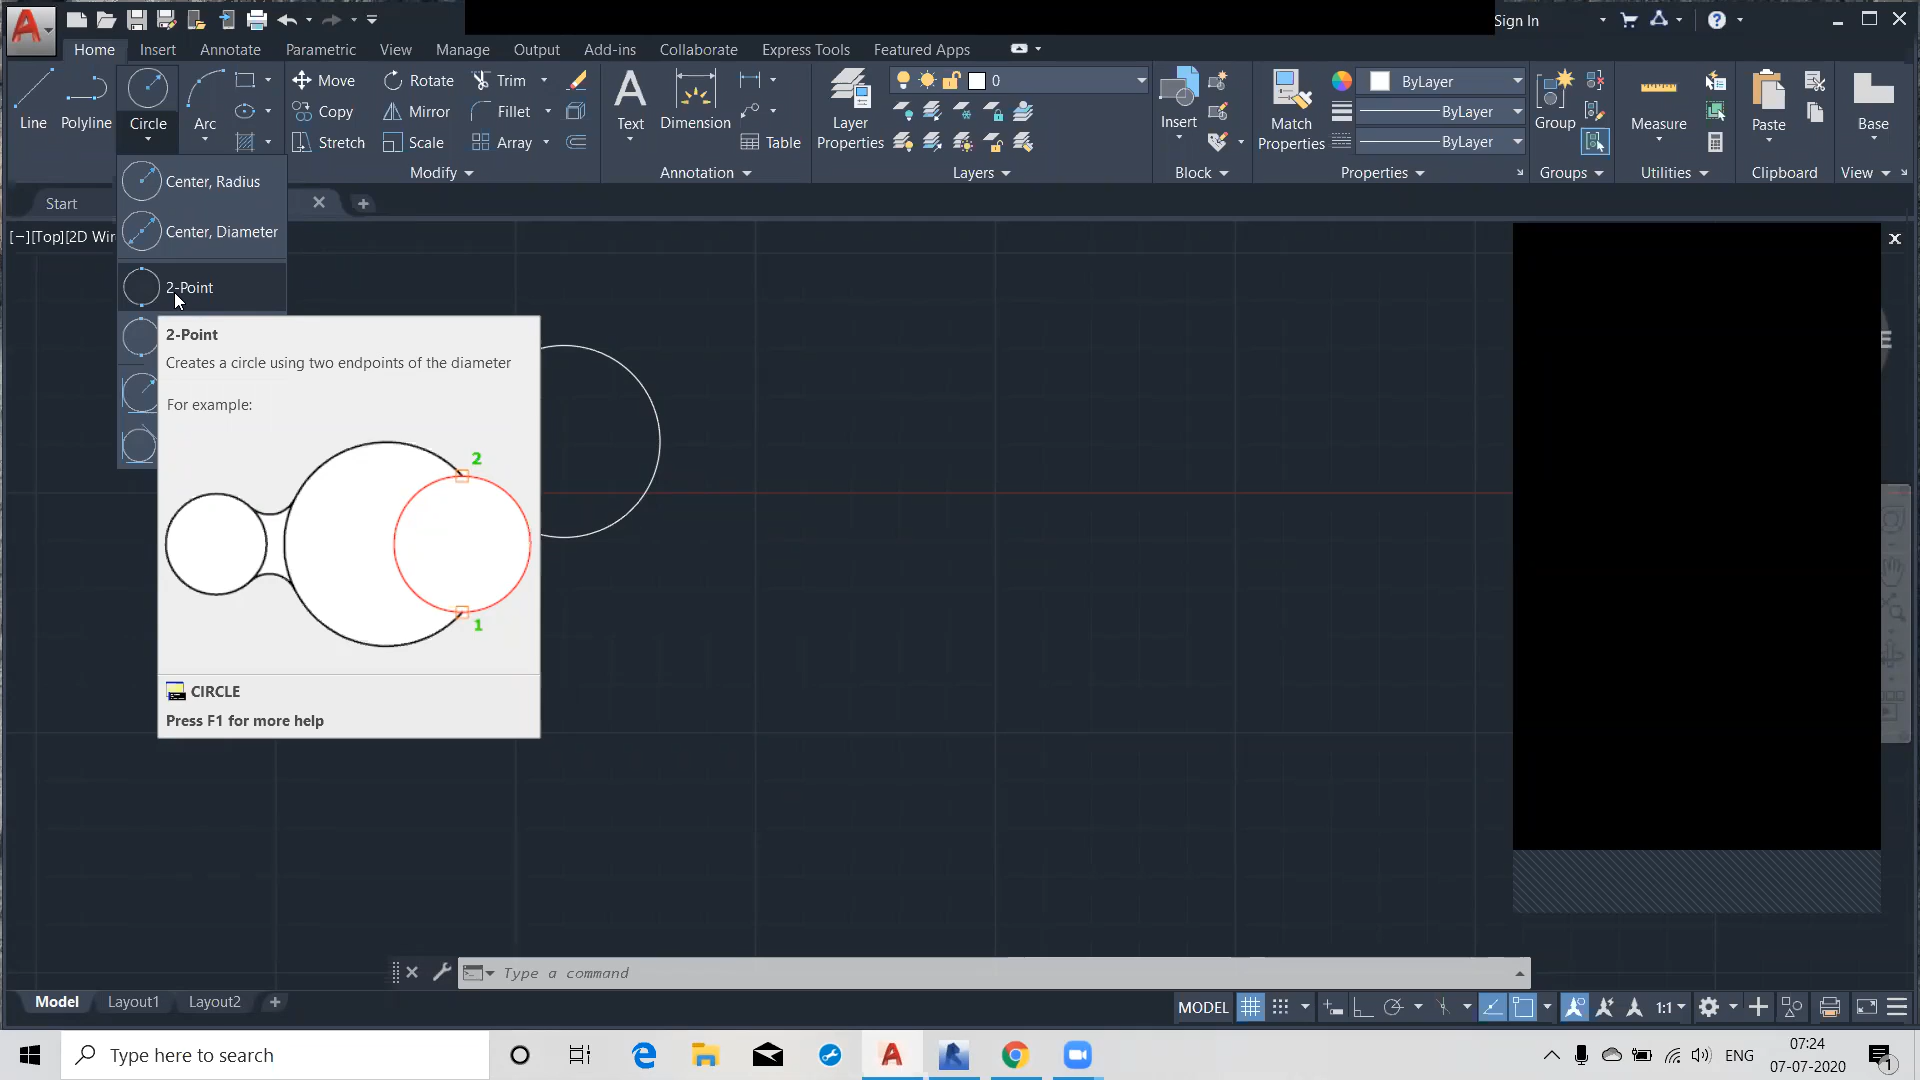 Sign In
Home Insert Annotate Parametric View Manage Output Add-ins Collaborate Express Tools Featured Apps
Line Polyline Circle Arc
Move Rotate Trim
Copy Mirror Fillet
Stretch Scale Array
Modify
Text Dimension Table
Annotation
Layer Properties
0
Layers
Insert
Block
Match Properties
ByLayer
ByLayer
ByLayer
Properties
Group
Groups
Measure
Utilities
Paste
Clipboard
Base
View
Start
[−][Top][2D Wir
Center, Radius
Center, Diameter
2-Point
2-Point
Creates a circle using two endpoints of the diameter
For example:
2
1
CIRCLE
Press F1 for more help
Type a command
Model Layout1 Layout2
MODEL 1:1
Type here to search
ENG
07:24
07-07-2020
1